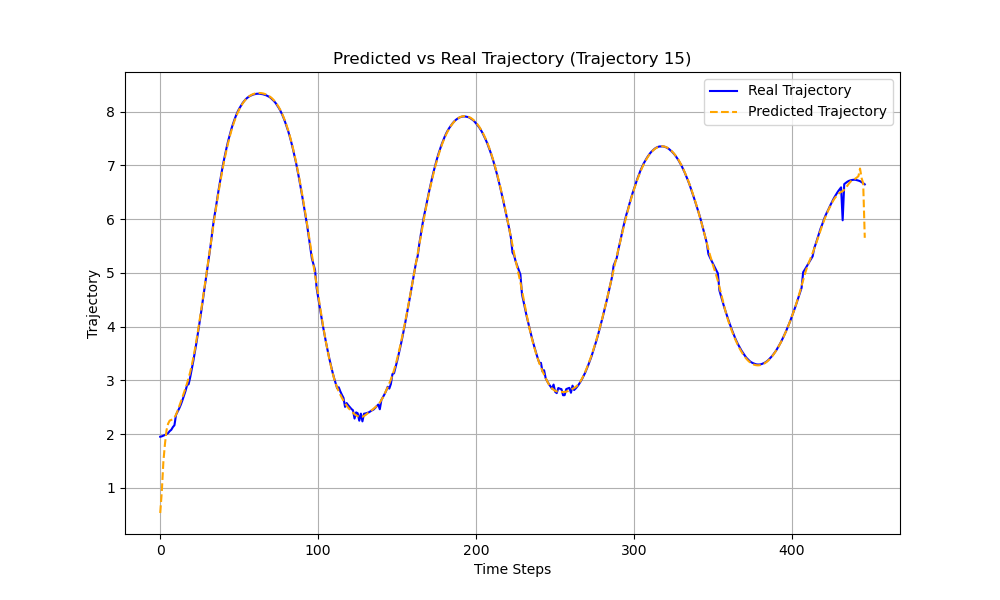 Predicted vs Real Trajectory (Trajectory 15)
Real Trajectory
Predicted Trajectory
Trajectory
8
7
6
5
4
3
2
1
0 100 200 300 400
Time Steps